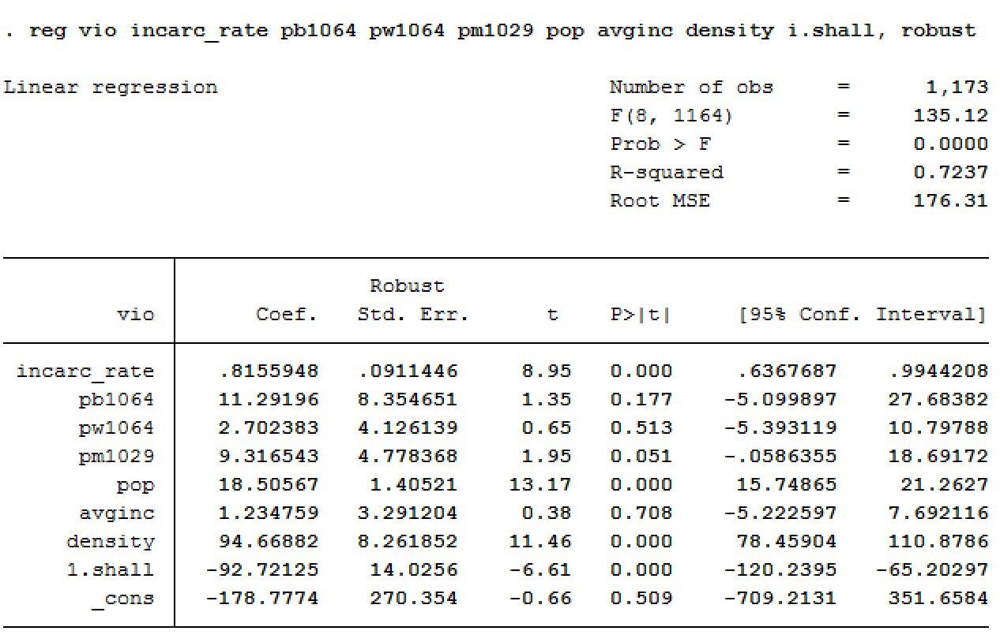 . reg vio incarc_rate pb1064 pw1064 pm1029 pop avginc density i.shall, robust
Linear regression Number of obs = 1,173
F(8, 1164) = 135.12
Prob > F = 0.0000
R-squared = 0.7237
Root MSE = 176.31
Robust
vio Coef. Std. Err. t P>|t| [95% Conf. Interval]
incarc_rate .8155948 .0911446 8.95 0.000 .6367687 .9944208
pb1064 11.29196 8.354651 1.35 0.177 -5.099897 27.68382
pw1064 2.702383 4.126139 0.65 0.513 -5.393119 10.79788
pm1029 9.316543 4.778368 1.95 0.051 -.0586355 18.69172
pop 18.50567 1.40521 13.17 0.000 15.74865 21.2627
avginc 1.234759 3.291204 0.38 0.708 -5.222597 7.692116
density 94.66882 8.261852 11.46 0.000 78.45904 110.8786
1.shall -92.72125 14.0256 -6.61 0.000 -120.2395 -65.20297
_cons -178.7774 270.354 -0.66 0.509 -709.2131 351.6584